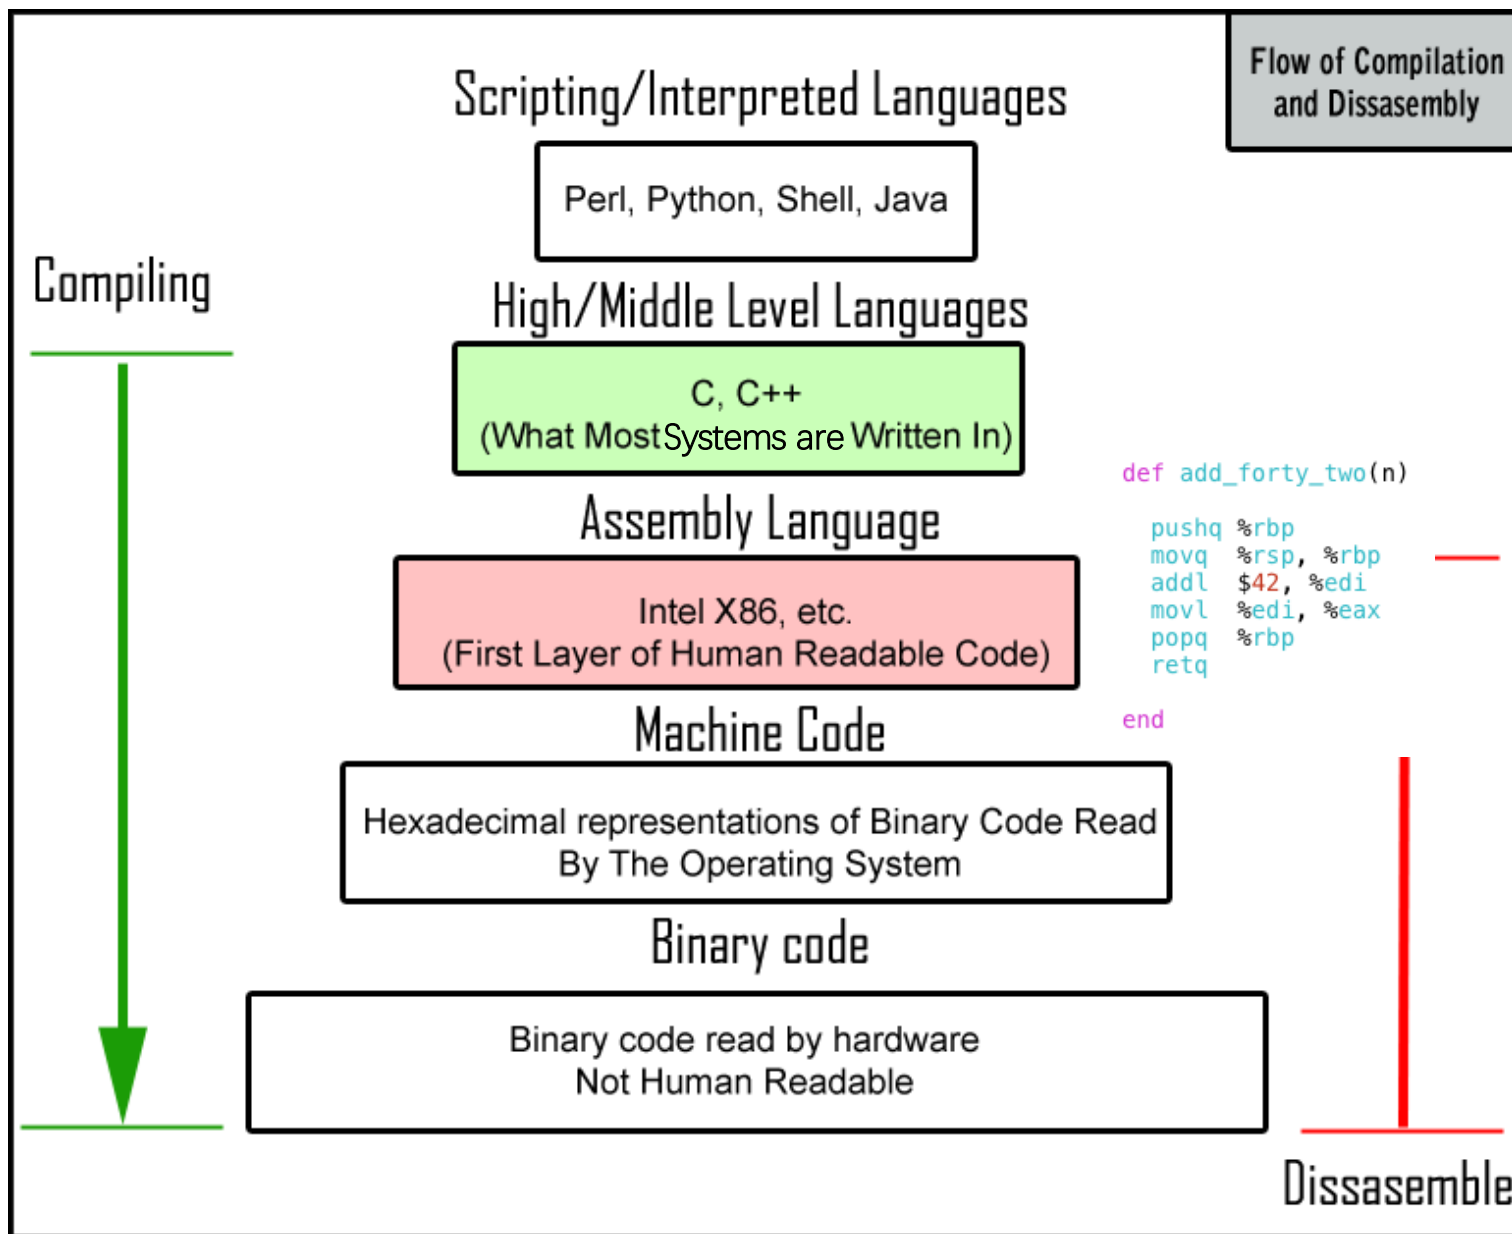 Flow of Compilation
and Dissasembly
Scripting/Interpreted Languages
Perl, Python, Shell, Java
Compiling
High/Middle Level Languages
C, C++
(What Most Systems are Written In)
Assembly Language
Intel X86, etc.
(First Layer of Human Readable Code)
def add_forty_two(n)
pushq %rbp
movq %rsp, %rbp
addl $42, %edi
movl %edi, %eax
popq %rbp
retq
end
Machine Code
Hexadecimal representations of Binary Code Read
By The Operating System
Binary code
Binary code read by hardware
Not Human Readable
Dissasemble